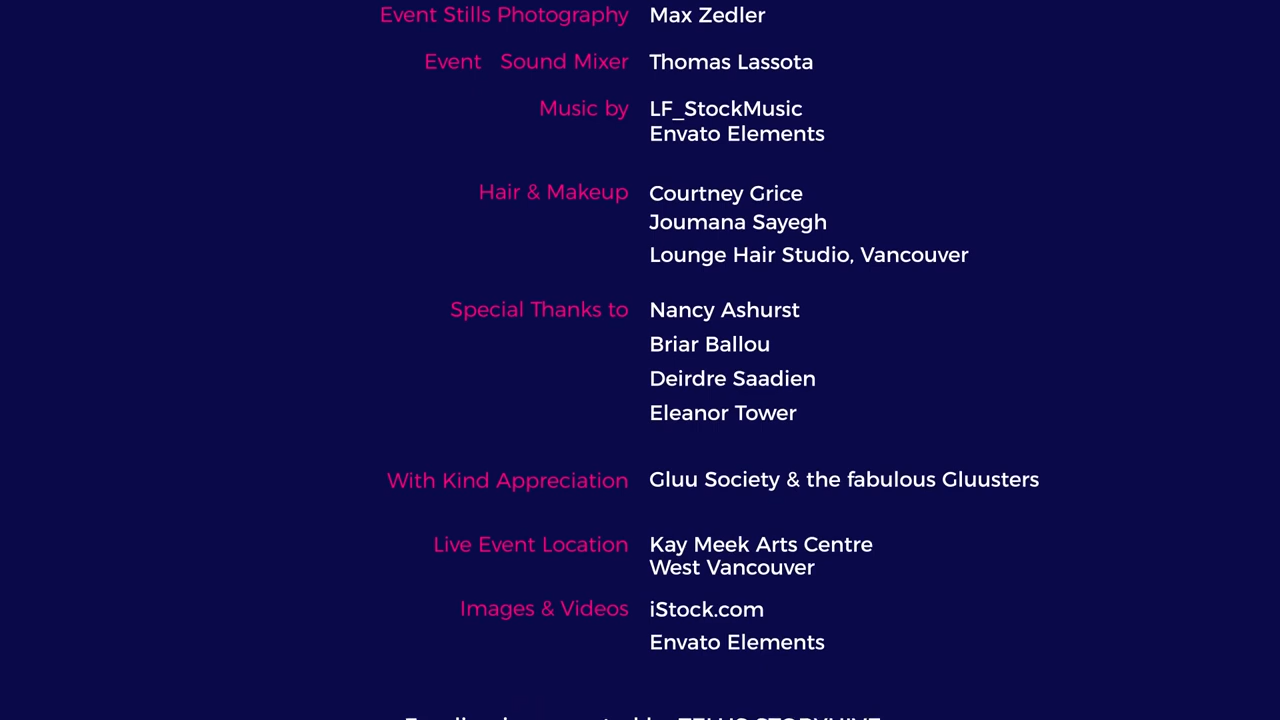 Event Stills Photography Max Zedler
Event Sound Mixer Thomas Lassota
Music by LF_StockMusic
Envato Elements
Hair & Makeup Courtney Grice
Joumana Sayegh
Lounge Hair Studio, Vancouver
Special Thanks to Nancy Ashurst
Briar Ballou
Deirdre Saadien
Eleanor Tower
With Kind Appreciation Gluu Society & the fabulous Gluusters
Live Event Location Kay Meek Arts Centre
West Vancouver
Images & Videos iStock.com
Envato Elements
by TELUS STORYHIVE